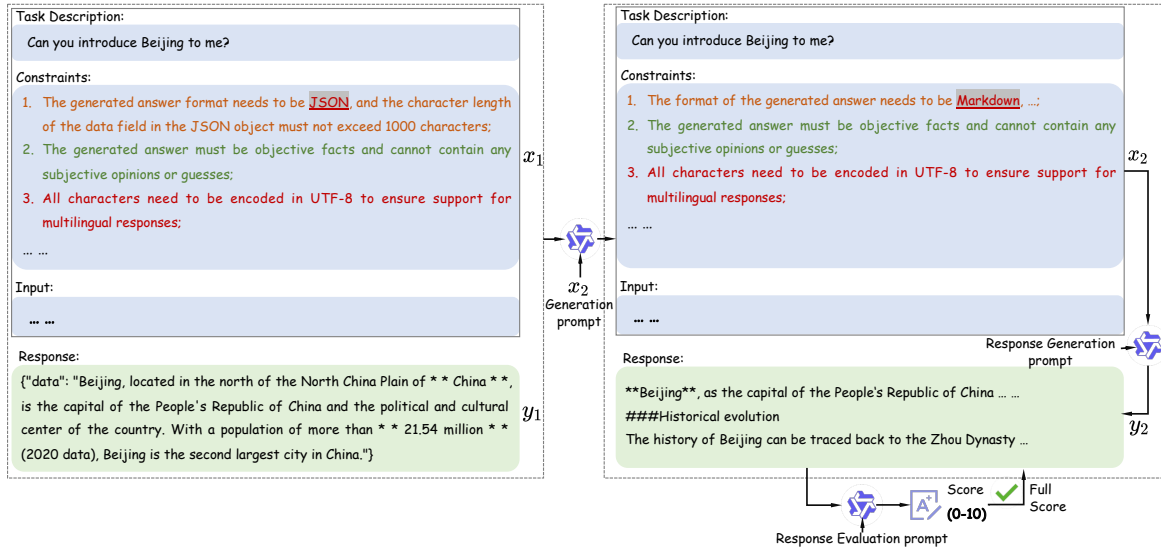 Task Description:
Can you introduce Beijing to me?
Constraints:
1. The generated answer format needs to be JSON, and the character length
of the data field in the JSON object must not exceed 1000 characters;
2. The generated answer must be objective facts and cannot contain any
subjective opinions or guesses;
3. All characters need to be encoded in UTF-8 to ensure support for
multilingual responses;
... ...
Input:
... ...
x₁
Response:
{"data": "Beijing, located in the north of the North China Plain of * * China * *,
is the capital of the People's Republic of China and the political and cultural
center of the country. With a population of more than * * 21.54 million * *
(2020 data), Beijing is the second largest city in China."}
y₁
x₂
Generation
prompt
Task Description:
Can you introduce Beijing to me?
Constraints:
1. The format of the generated answer needs to be Markdown, ...;
2. The generated answer must be objective facts and cannot contain any
subjective opinions or guesses;
3. All characters need to be encoded in UTF-8 to ensure support for
multilingual responses;
... ...
Input:
... ...
x₂
Response Generation
prompt
Response:
**Beijing**, as the capital of the People's Republic of China ... ...
###Historical evolution
The history of Beijing can be traced back to the Zhou Dynasty ...
y₂
A+
Score
(0-10)
Full
Score
Response Evaluation prompt